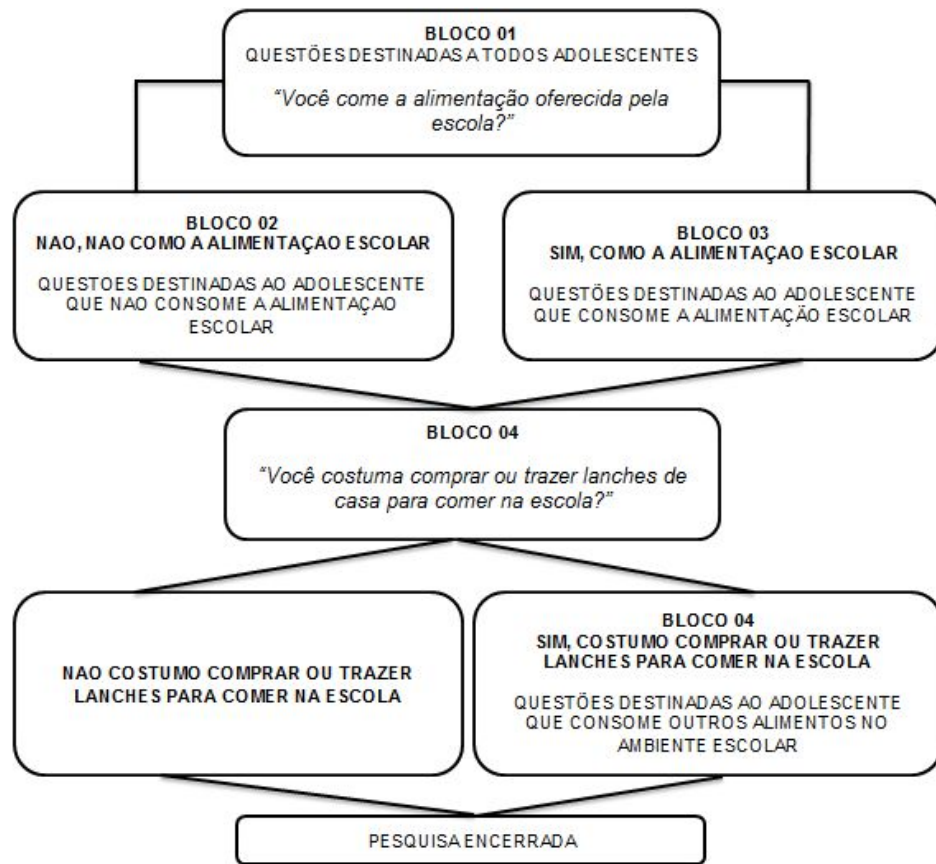 BLOCO 01
QUESTÕES DESTINADAS A TODOS ADOLESCENTES
“Você come a alimentação oferecida pela
escola?”
BLOCO 02
NAO, NAO COMO A ALIMENTAÇAO ESCOLAR
QUESTOES DESTINADAS AO ADOLESCENTE
QUE NAO CONSOME A ALIMENTAÇAO
ESCOLAR
BLOCO 03
SIM, COMO A ALIMENTAÇAO ESCOLAR
QUESTÕES DESTINADAS AO ADOLESCENTE
QUE CONSOME A ALIMENTAÇÃO ESCOLAR
BLOCO 04
“Você costuma comprar ou trazer lanches de
casa para comer na escola?”
NAO COSTUMO COMPRAR OU TRAZER
LANCHES PARA COMER NA ESCOLA
BLOCO 04
SIM, COSTUMO COMPRAR OU TRAZER
LANCHES PARA COMER NA ESCOLA
QUESTÕES DESTINADAS AO ADOLESCENTE
QUE CONSOME OUTROS ALIMENTOS NO
AMBIENTE ESCOLAR
PESQUISA ENCERRADA